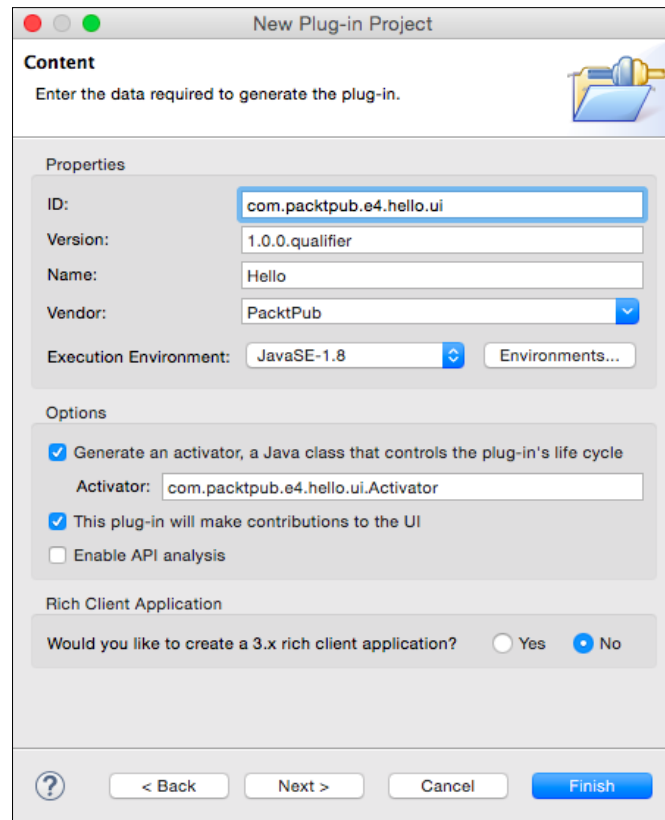 New Plug-in Project
Content
Enter the data required to generate the plug-in.
Properties
ID: com.packtpub.e4.hello.ui
Version: 1.0.0.qualifier
Name: Hello
Vendor: PacktPub
Execution Environment: JavaSE-1.8 Environments...
Options
Generate an activator, a Java class that controls the plug-in's life cycle
Activator: com.packtpub.e4.hello.ui.Activator
This plug-in will make contributions to the UI
Enable API analysis
Rich Client Application
Would you like to create a 3.x rich client application? Yes No
? < Back Next > Cancel Finish